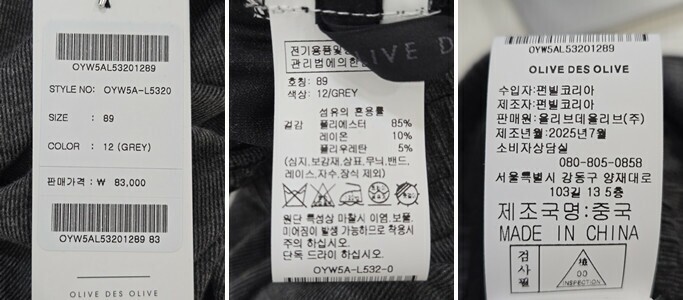 OYW5AL53201289
STYLE NO: OYW5A-L5320
SIZE : 89
COLOR : 12 (GREY)
판매가격 : ₩ 83,000
OYW5AL53201289 83
OLIVE DES OLIVE
전기용품및
관리법에의한
OLIVE D
호칭: 89
색상: 12/GREY
섬유의 혼용률
겉감 폴리에스터 85%
레이온 10%
폴리우레탄 5%
(심지,보강재,상표,무늬,밴드,
레이스,자수,장식 제외)
원단 특성상 마찰시 이염,보풀,
미어짐이 발생 가능하므로 착용시
주의 하십시오.
단독 드라이 하십시오.
OYW5A-L532-0
OYW5AL53201289
OLIVE DES OLIVE
수입자:펀빌코리아
제조자:펀빌코리아
판매원:올리브데올리브(주)
제조년월:2025년7월
소비자상담실
080-805-0858
서울특별시 강동구 양재대로
103길 13 5층
제조국명:중국
MADE IN CHINA
검사필
00
INSPECTION